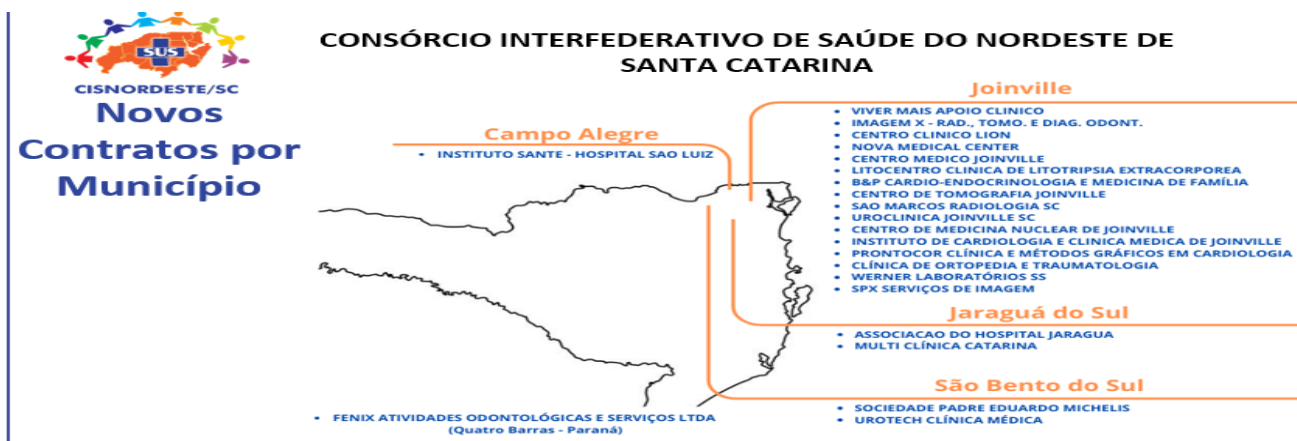 SUS
CISNORDESTE/SC
Novos
Contratos por
Município
CONSÓRCIO INTERFEDERATIVO DE SAÚDE DO NORDESTE DE
SANTA CATARINA
Campo Alegre
• INSTITUTO SANTE - HOSPITAL SAO LUIZ
Joinville
• VIVER MAIS APOIO CLINICO
• IMAGEM X - RAD., TOMO. E DIAG. ODONT.
• CENTRO CLINICO LION
• NOVA MEDICAL CENTER
• CENTRO MEDICO JOINVILLE
• LITOCENTRO CLINICA DE LITOTRIPSIA EXTRACORPOREA
• B&P CARDIO-ENDOCRINOLOGIA E MEDICINA DE FAMÍLIA
• CENTRO DE TOMOGRAFIA JOINVILLE
• SAO MARCOS RADIOLOGIA SC
• UROCLINICA JOINVILLE SC
• CENTRO DE MEDICINA NUCLEAR DE JOINVILLE
• INSTITUTO DE CARDIOLOGIA E CLINICA MEDICA DE JOINVILLE
• PRONTOCOR CLÍNICA E MÉTODOS GRÁFICOS EM CARDIOLOGIA
• CLÍNICA DE ORTOPEDIA E TRAUMATOLOGIA
• WERNER LABORATÓRIOS SS
• SPX SERVIÇOS DE IMAGEM
Jaraguá do Sul
• ASSOCIACAO DO HOSPITAL JARAGUA
• MULTI CLÍNICA CATARINA
São Bento do Sul
• SOCIEDADE PADRE EDUARDO MICHELIS
• UROTECH CLÍNICA MÉDICA
• FENIX ATIVIDADES ODONTOLÓGICAS E SERVIÇOS LTDA
(Quatro Barras - Paraná)